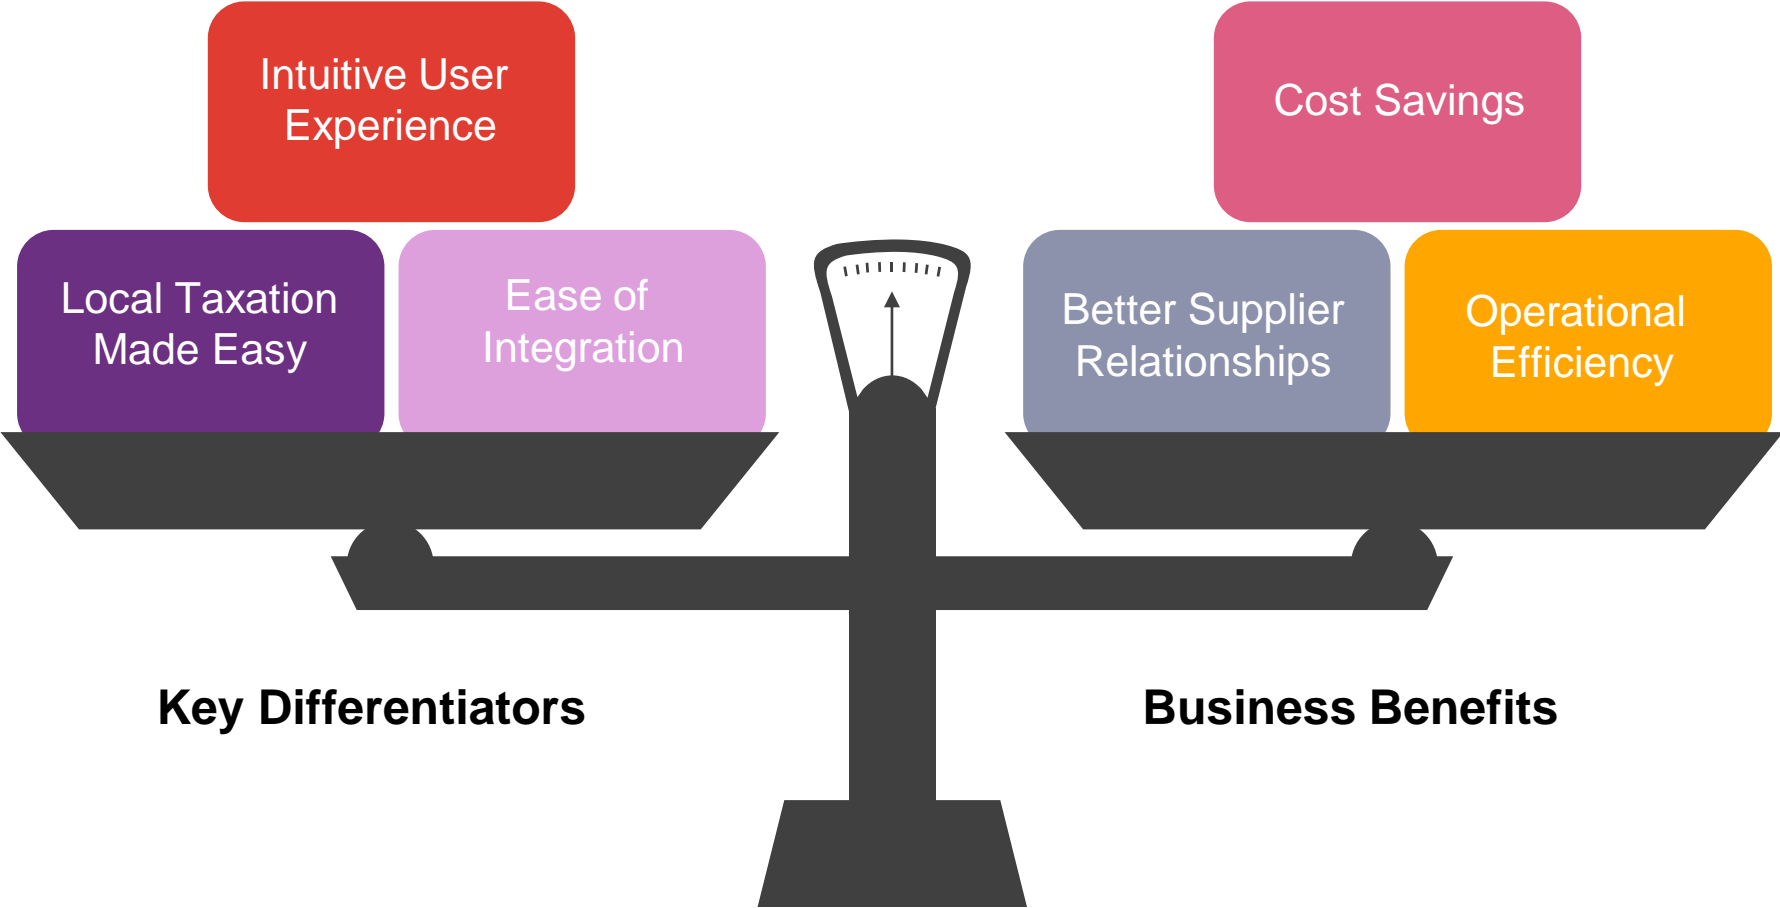 Intuitive User
Experience
Local Taxation
Made Easy
Ease of
Integration
Cost Savings
Better Supplier
Relationships
Operational
Efficiency
Key Differentiators
Business Benefits